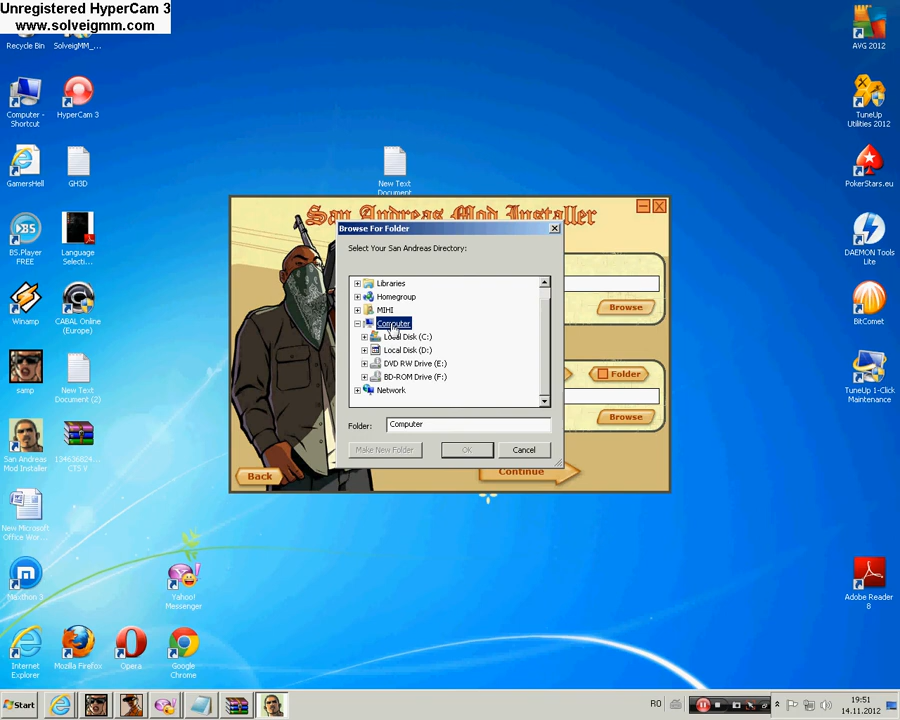 Unregistered HyperCam 3
www.solveigmm.com
Recycle Bin
SolveigMM_...
AVG 2012
Computer -
Shortcut
HyperCam 3
TuneUp
Utilities 2012
GamersHell
GH3D
New Text
Document
PokerStars.eu
San Andreas Mod Installer
Browse For Folder
Select Your San Andreas Directory:
BS.Player
FREE
Language
Selecti...
DAEMON Tools
Lite
Libraries
Homegroup
MIHI
Computer
Local Disk (C:)
Local Disk (D:)
DVD RW Drive (E:)
BD-ROM Drive (F:)
Network
Browse
Winamp
CABAL Online
(Europe)
BitComet
Folder
samp
New Text
Document (2)
TuneUp 1-Click
Maintenance
Folder:
Computer
Browse
Make New Folder
OK
Cancel
San Andreas
Mod Installer
134636824...
CTS V
Back
Continue
New Microsoft
Office Wor...
Maxthon 3
Yahoo!
Messenger
Adobe Reader
8
Internet
Explorer
Mozilla Firefox
Opera
Google
Chrome
Start
RO
19:51
14.11.2012